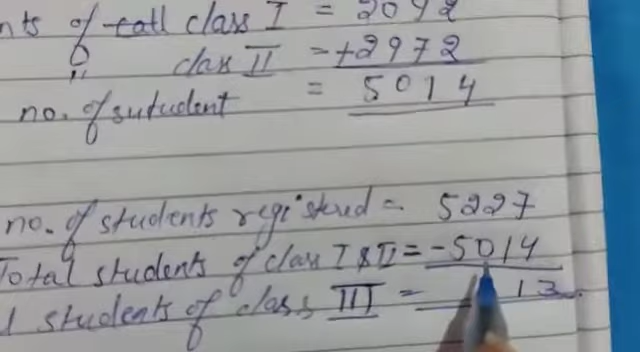 nts of call class I = 2042
" class II = +2972
no. of sutudent = 5014
no. of students registered = 5227
Total students of class I & II = -5014
l students of class III = 13